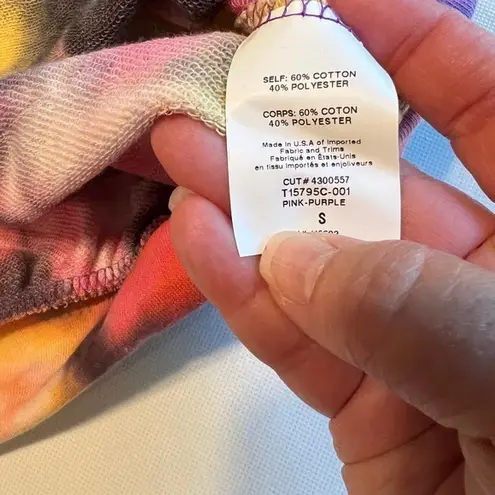 SELF: 60% COTTON
40% POLYESTER
CORPS: 60% COTON
40% POLYESTER
Made in U.S.A of Imported
Fabric and Trims
Fabriqué en États-Unis
en tissu importés et enjoliveurs
CUT# 4300557
T15795C-001
PINK-PURPLE
S